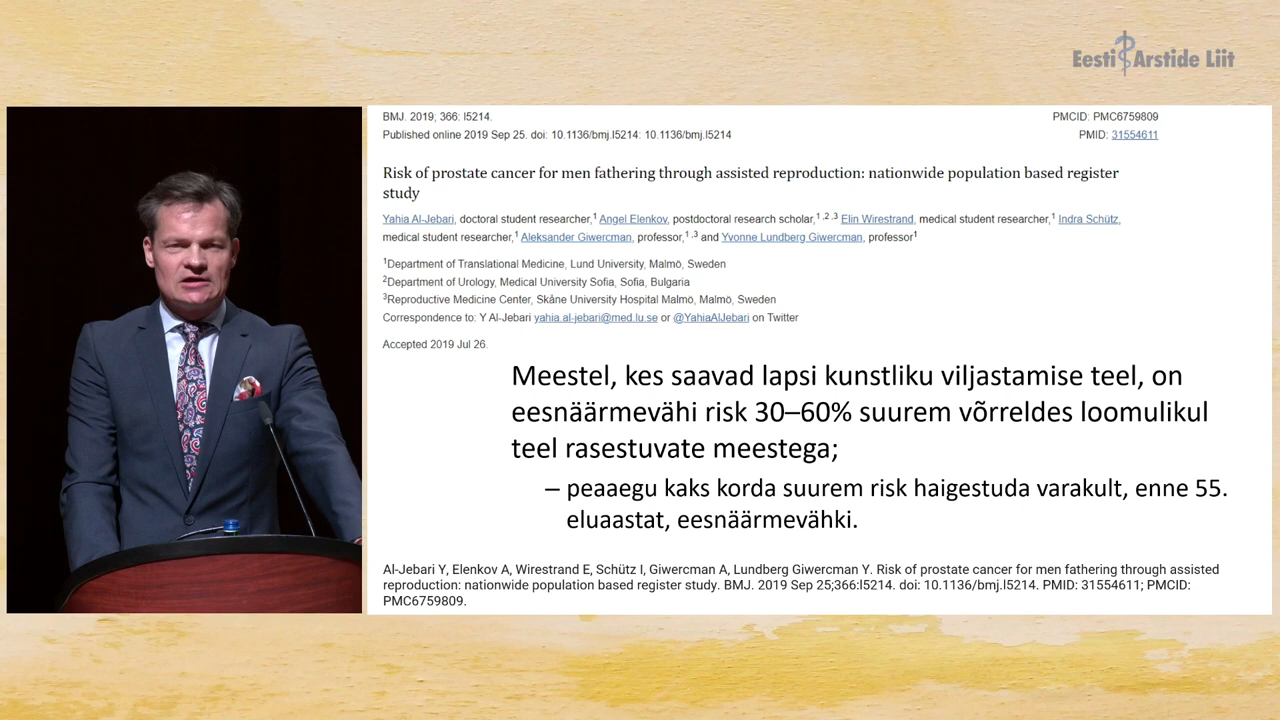 Eesti Arstide Liit
BMJ. 2019; 366: l5214.
PMCID: PMC6759809
Published online 2019 Sep 25. doi: 10.1136/bmj.l5214: 10.1136/bmj.l5214
PMID: 31554611
Risk of prostate cancer for men fathering through assisted reproduction: nationwide population based register
study
Yahia Al-Jebari, doctoral student researcher,1 Angel Elenkov, postdoctoral research scholar,1 ,2 ,3 Elin Wirestrand, medical student researcher,1 Indra Schütz,
medical student researcher,1 Aleksander Giwercman, professor,1 ,3 and Yvonne Lundberg Giwercman, professor1
1Department of Translational Medicine, Lund University, Malmö, Sweden
2Department of Urology, Medical University Sofia, Sofia, Bulgaria
3Reproductive Medicine Center, Skåne University Hospital Malmö, Malmö, Sweden
Correspondence to: Y Al-Jebari yahia.al-jebari@med.lu.se or @YahiaAlJebari on Twitter
Accepted 2019 Jul 26.
Meestel, kes saavad lapsi kunstliku viljastamise teel, on
eesnäärmevähi risk 30–60% suurem võrreldes loomulikul
teel rasestuvate meestega;
– peaaegu kaks korda suurem risk haigestuda varakult, enne 55.
eluaastat, eesnäärmevähki.
Al-Jebari Y, Elenkov A, Wirestrand E, Schütz I, Giwercman A, Lundberg Giwercman Y. Risk of prostate cancer for men fathering through assisted
reproduction: nationwide population based register study. BMJ. 2019 Sep 25;366:l5214. doi: 10.1136/bmj.l5214. PMID: 31554611; PMCID:
PMC6759809.